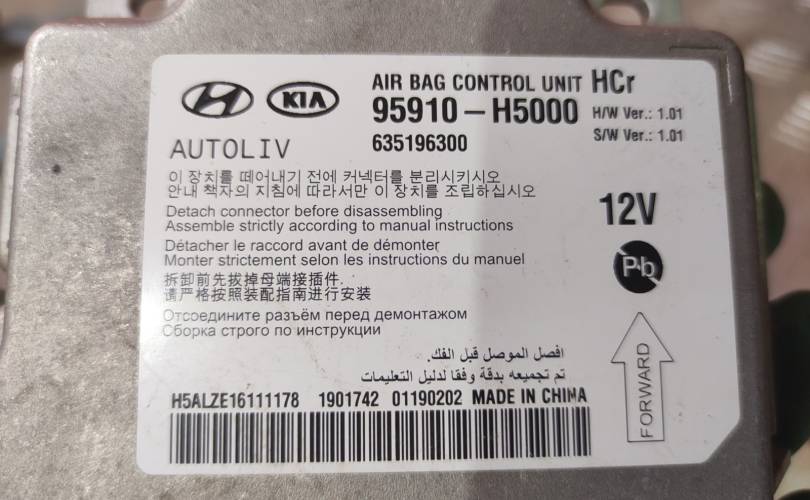 KIA
AIR BAG CONTROL UNIT HCr
95910-H5000 H/W Ver.: 1.01
635196300 S/W Ver.: 1.01
AUTOLIV
이 장치를 떼어내기 전에 커넥터를 분리시키시오
안내 책자의 지침에 따라서만 이 장치를 조립하십시오
Detach connector before disassembling
Assemble strictly according to manual instructions
12V
Détacher le raccord avant de démonter
Monter strictement selon les instructions du manuel
Pb
拆卸前先拔掉母端接插件.
请严格按照装配指南进行安装
Отсоедините разъём перед демонтажом
Сборка строго по инструкции
افصل الموصل قبل الفك.
تم تجميعه بدقة وفقا لدليل التعليمات
FORWARD
H5ALZE16111178 1901742 01190202 MADE IN CHINA